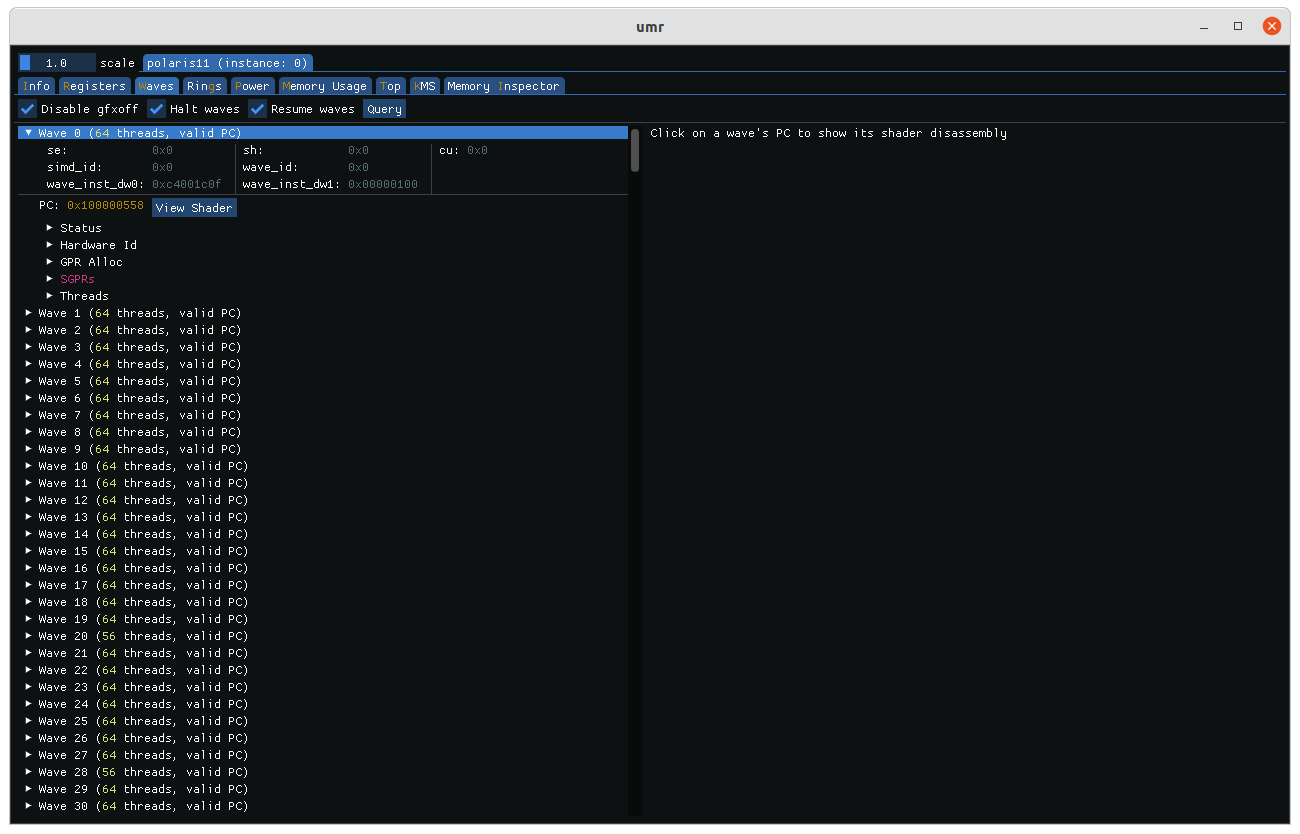 umr
1.0 scale polaris11 (instance: 0)
Info Registers Waves Rings Power Memory Usage Top KMS Memory Inspector
Disable gfxoff Halt waves Resume waves Query
Wave 0 (64 threads, valid PC)
se: 0x0 sh: 0x0 cu: 0x0
simd_id: 0x0 wave_id: 0x0
wave_inst_dw0: 0xc4001c0f wave_inst_dw1: 0x00000100
PC: 0x100000558 View Shader
Status
Hardware Id
GPR Alloc
SGPRs
Threads
Wave 1 (64 threads, valid PC)
Wave 2 (64 threads, valid PC)
Wave 3 (64 threads, valid PC)
Wave 4 (64 threads, valid PC)
Wave 5 (64 threads, valid PC)
Wave 6 (64 threads, valid PC)
Wave 7 (64 threads, valid PC)
Wave 8 (64 threads, valid PC)
Wave 9 (64 threads, valid PC)
Wave 10 (64 threads, valid PC)
Wave 11 (64 threads, valid PC)
Wave 12 (64 threads, valid PC)
Wave 13 (64 threads, valid PC)
Wave 14 (64 threads, valid PC)
Wave 15 (64 threads, valid PC)
Wave 16 (64 threads, valid PC)
Wave 17 (64 threads, valid PC)
Wave 18 (64 threads, valid PC)
Wave 19 (64 threads, valid PC)
Wave 20 (56 threads, valid PC)
Wave 21 (64 threads, valid PC)
Wave 22 (64 threads, valid PC)
Wave 23 (64 threads, valid PC)
Wave 24 (64 threads, valid PC)
Wave 25 (64 threads, valid PC)
Wave 26 (64 threads, valid PC)
Wave 27 (64 threads, valid PC)
Wave 28 (56 threads, valid PC)
Wave 29 (64 threads, valid PC)
Wave 30 (64 threads, valid PC)
Click on a wave's PC to show its shader disassembly